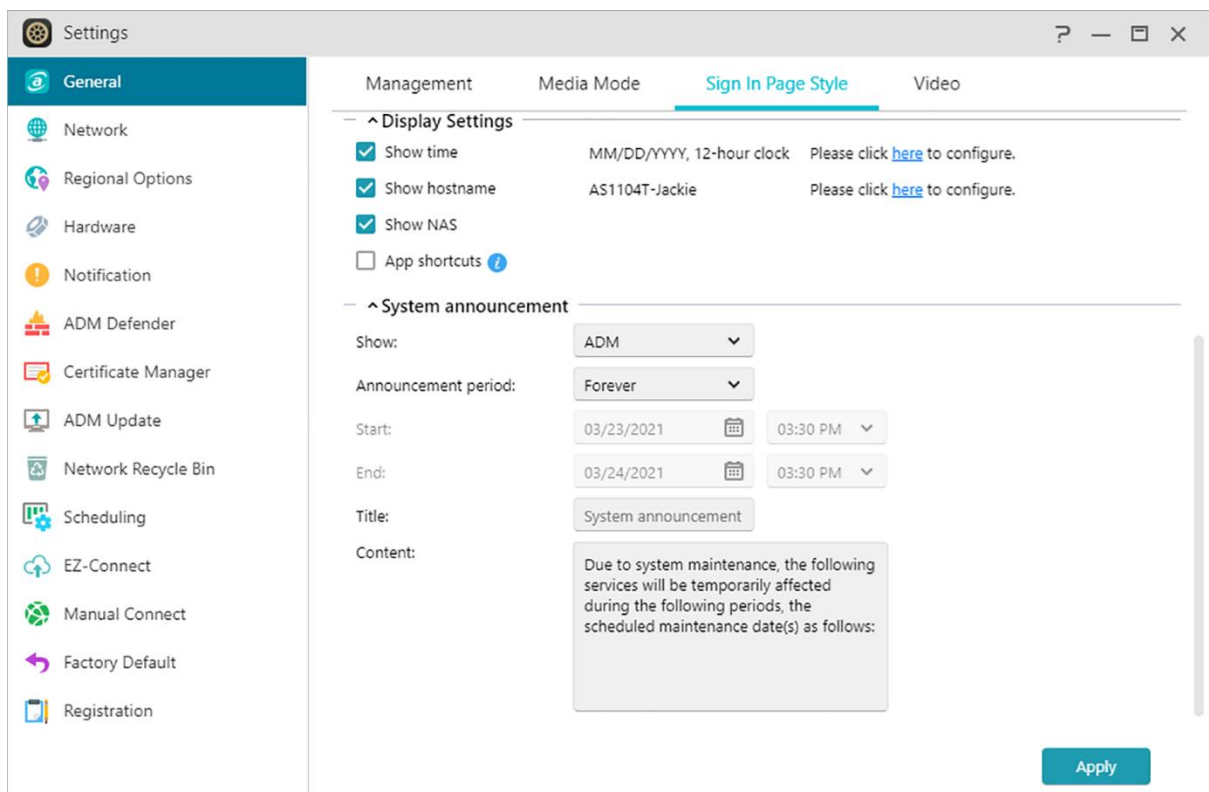 Settings
General
Network
Regional Options
Hardware
Notification
ADM Defender
Certificate Manager
ADM Update
Network Recycle Bin
Scheduling
EZ-Connect
Manual Connect
Factory Default
Registration
Management Media Mode Sign In Page Style Video
Display Settings
Show time MM/DD/YYYY, 12-hour clock Please click here to configure.
Show hostname AS1104T-Jackie Please click here to configure.
Show NAS
App shortcuts
System announcement
Show: ADM
Announcement period: Forever
Start: 03/23/2021 03:30 PM
End: 03/24/2021 03:30 PM
Title: System announcement
Content:
Due to system maintenance, the following
services will be temporarily affected
during the following periods, the
scheduled maintenance date(s) as follows:
Apply